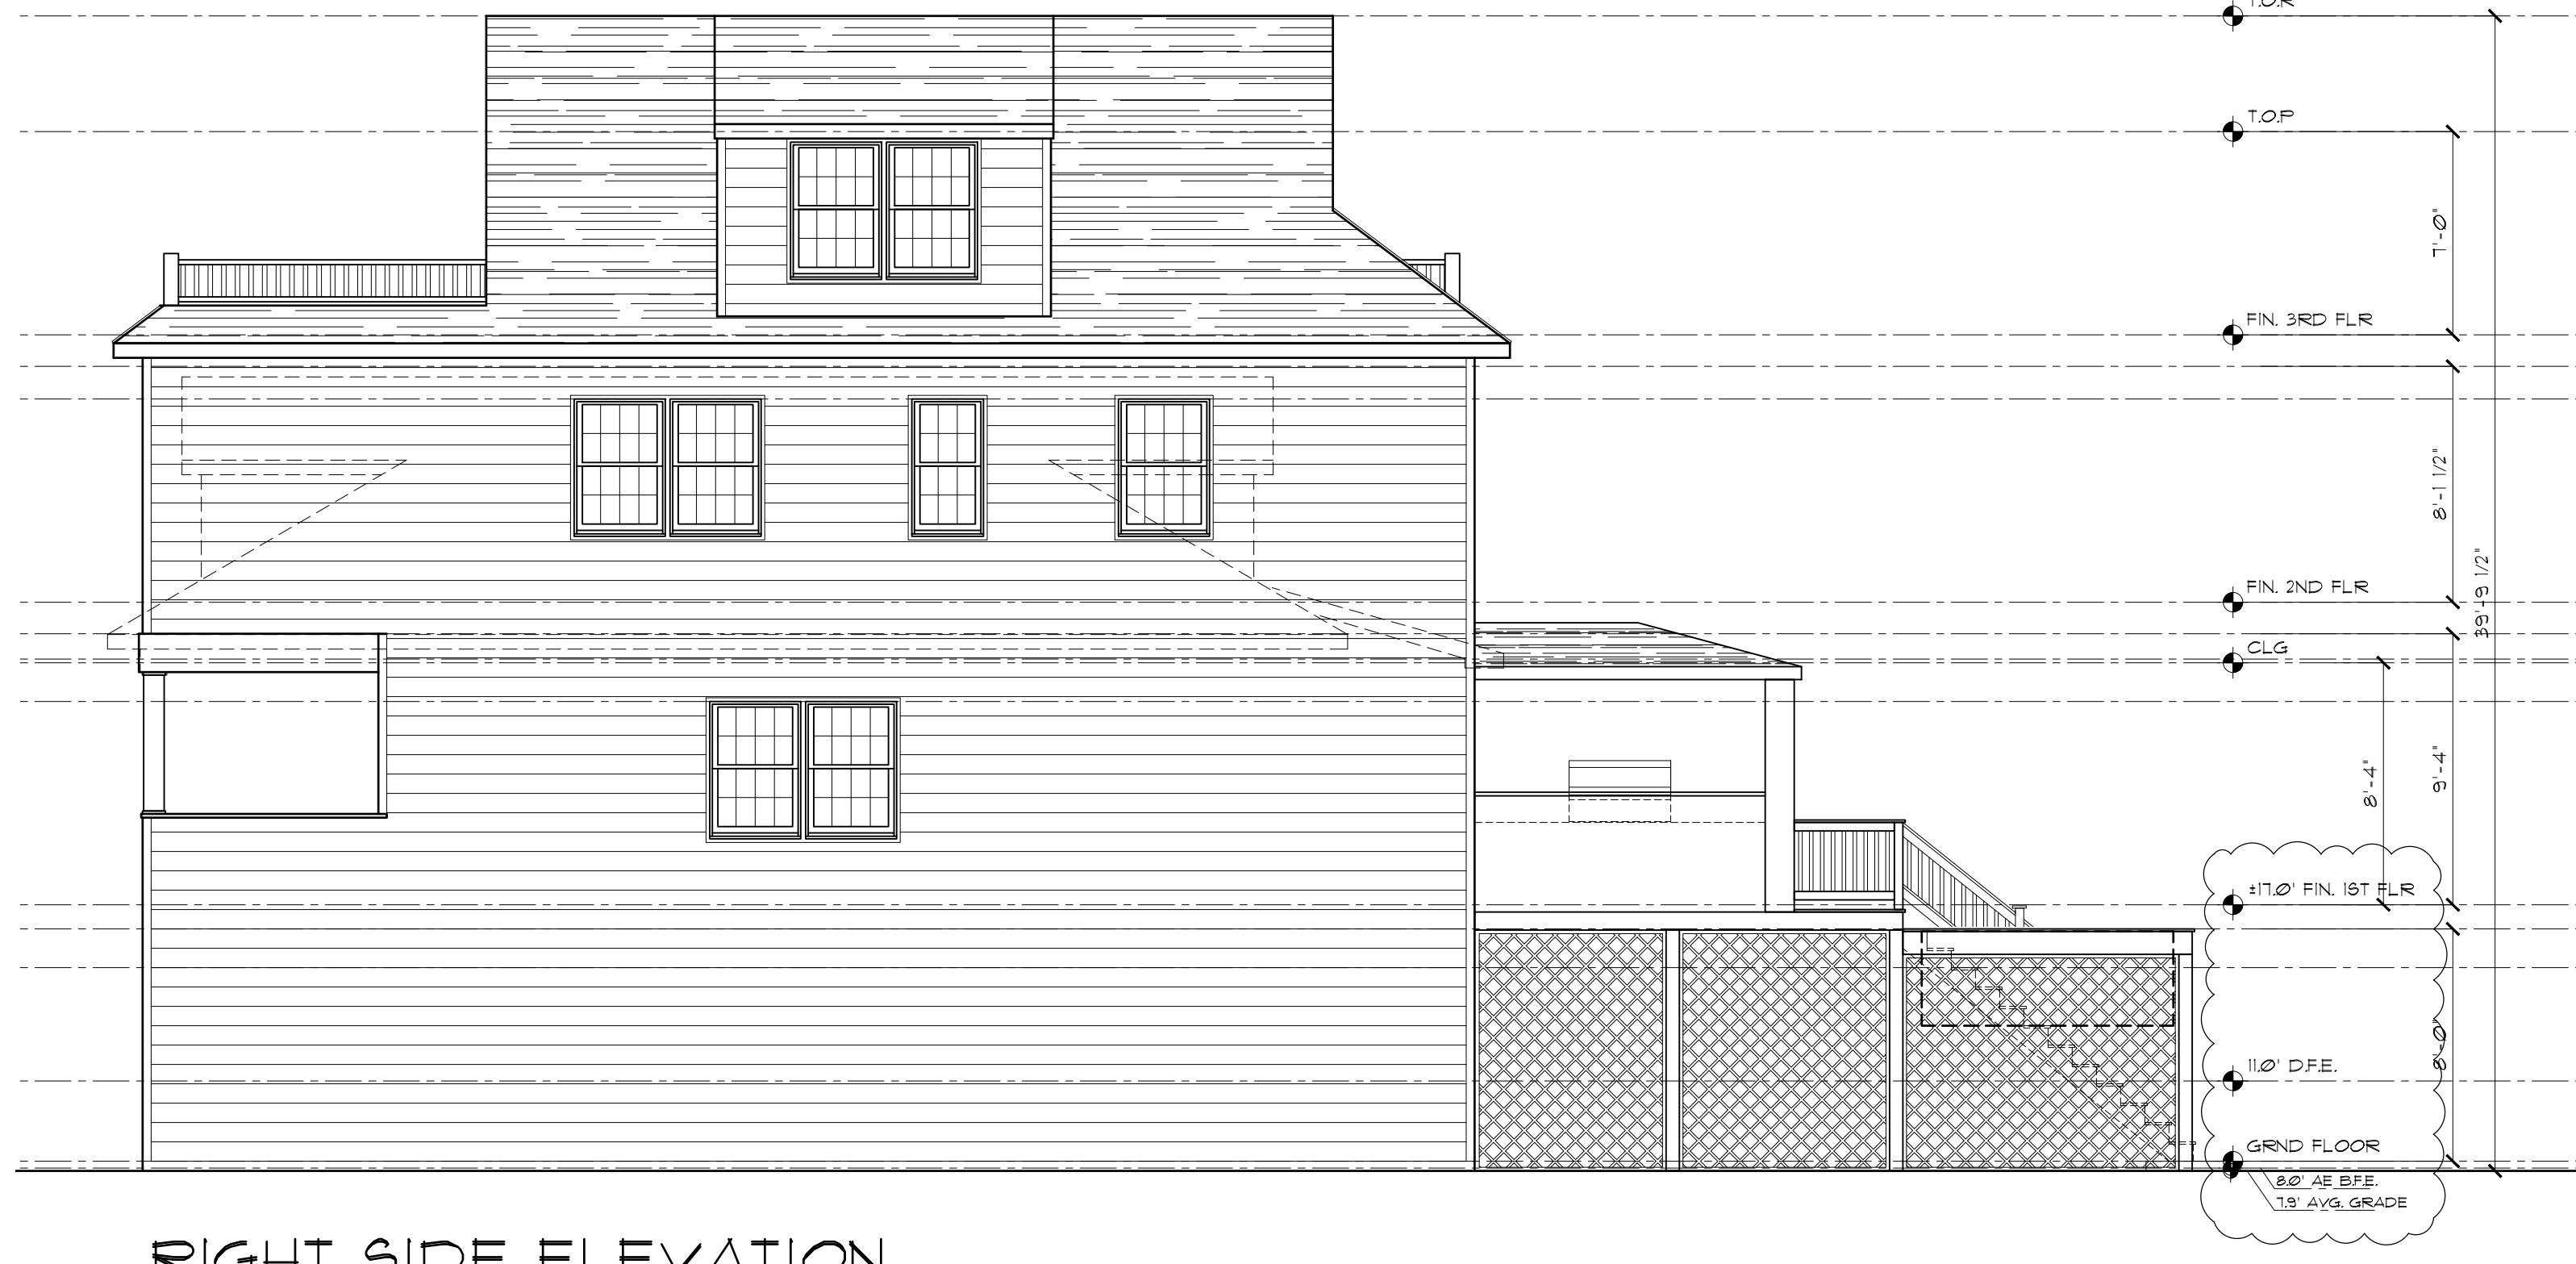 T.O.R
T.O.P
7'-0"
FIN. 3RD FLR
8'-1 1/2"
39'-9 1/2"
FIN. 2ND FLR
CLG
8'-4"
9'-4"
±17.0' FIN. 1ST FLR
8'-0"
11.0' D.F.E.
GRND FLOOR
8.0' AE B.F.E.
7.9' AVG. GRADE
RIGHT SIDE ELEVATION